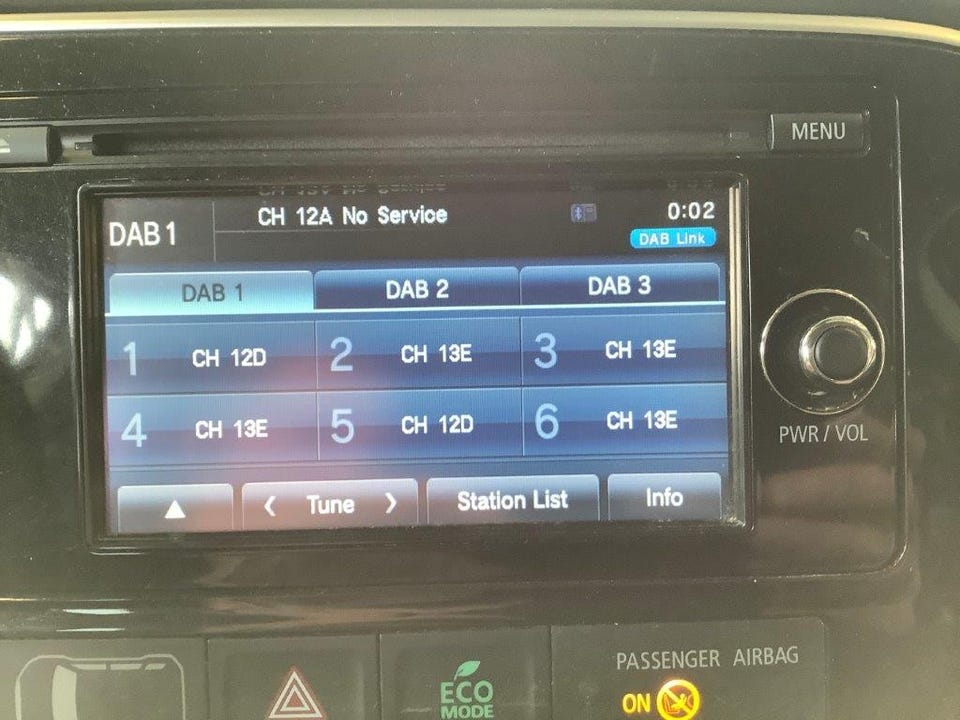 MENU
CH 12A No Service
0:02
DAB1
DAB Link
DAB 1 DAB 2 DAB 3
1 CH 12D 2 CH 13E 3 CH 13E
4 CH 13E 5 CH 12D 6 CH 13E
PWR / VOL
▲ < Tune > Station List Info
PASSENGER AIRBAG
ECO
MODE
ON